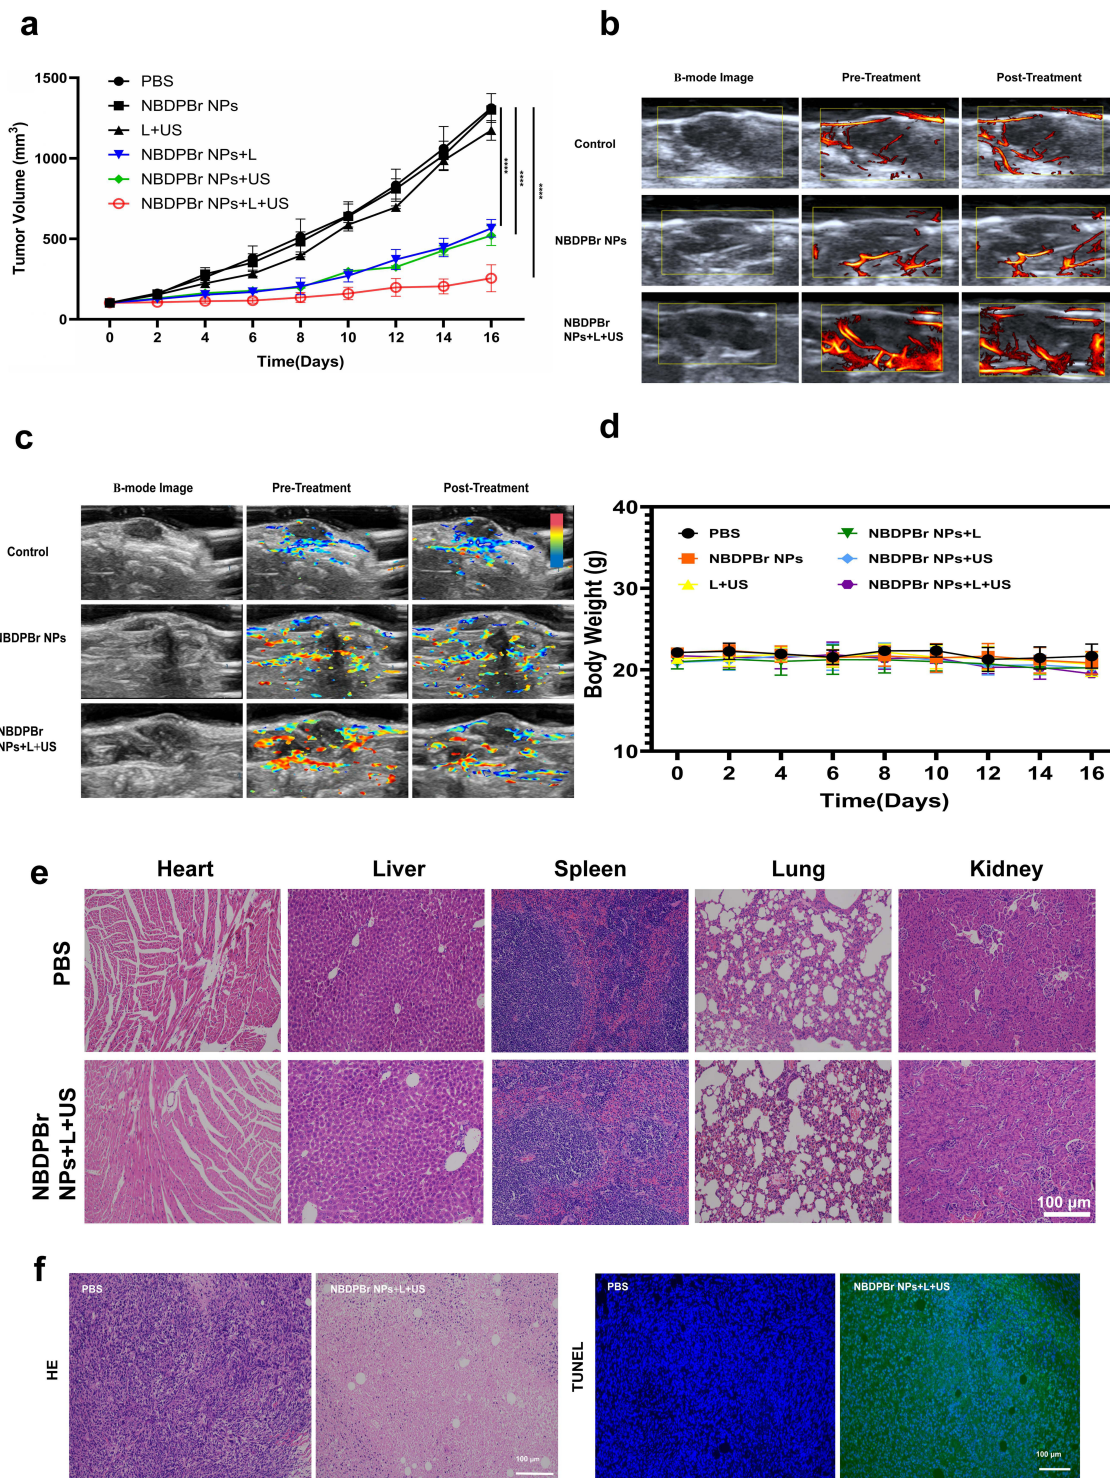 a
1500
1000
500
0
Tumor Volume (mm³)
PBS
NBDPBr NPs
L+US
NBDPBr NPs+L
NBDPBr NPs+US
NBDPBr NPs+L+US
****
****
****
0 2 4 6 8 10 12 14 16
Time(Days)
b
B-mode Image Pre-Treatment Post-Treatment
Control
NBDPBr NPs
NBDPBr
NPs+L+US
c
B-mode Image Pre-Treatment Post-Treatment
Control
NBDPBr NPs
NBDPBr
NPs+L+US
d
40
30
20
10
Body Weight (g)
PBS NBDPBr NPs+L
NBDPBr NPs NBDPBr NPs+US
L+US NBDPBr NPs+L+US
0 2 4 6 8 10 12 14 16
Time(Days)
e
Heart Liver Spleen Lung Kidney
PBS
NBDPBr
NPs+L+US
100 μm
f
HE
PBS
NBDPBr NPs+L+US
100 μm
TUNEL
PBS
NBDPBr NPs+L+US
100 μm